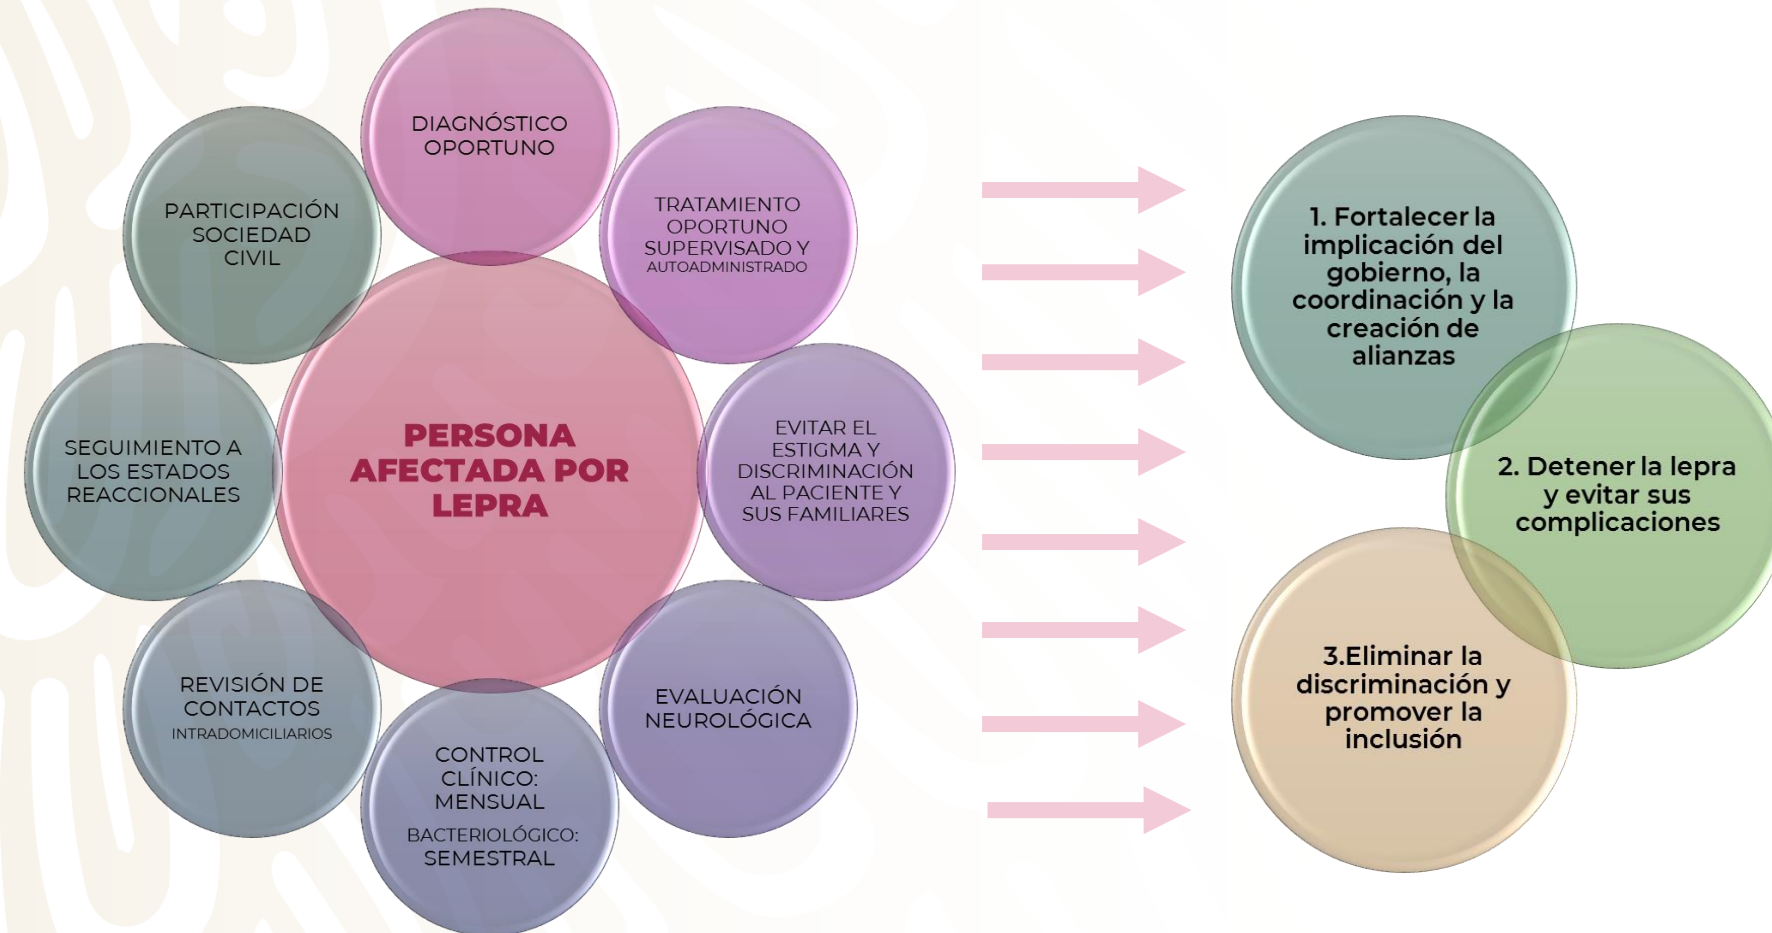 DIAGNÓSTICO
OPORTUNO
TRATAMIENTO
OPORTUNO
SUPERVISADO Y
AUTOADMINISTRADO
EVITAR EL
ESTIGMA Y
DISCRIMINACIÓN
AL PACIENTE Y
SUS FAMILIARES
EVALUACIÓN
NEUROLÓGICA
CONTROL
CLÍNICO:
MENSUAL
BACTERIOLÓGICO:
SEMESTRAL
REVISIÓN DE
CONTACTOS
INTRADOMICILIARIOS
SEGUIMIENTO A
LOS ESTADOS
REACCIONALES
PARTICIPACIÓN
SOCIEDAD
CIVIL
PERSONA
AFECTADA POR
LEPRA
1. Fortalecer la
implicación del
gobierno, la
coordinación y la
creación de
alianzas
2. Detener la lepra
y evitar sus
complicaciones
3.Eliminar la
discriminación y
promover la
inclusión